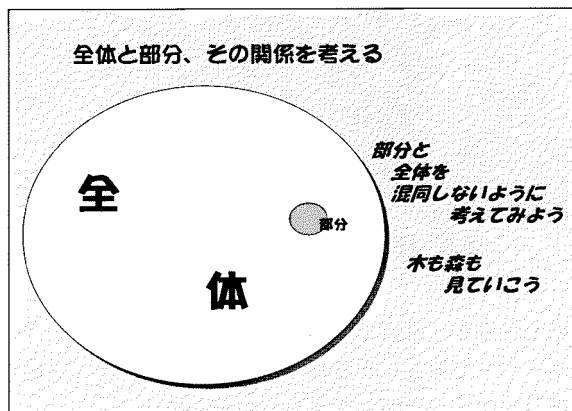 全体と部分、その関係を考える
全
体
部分
部分と
全体を
混同しないように
考えてみよう
木も森も
見ていこう